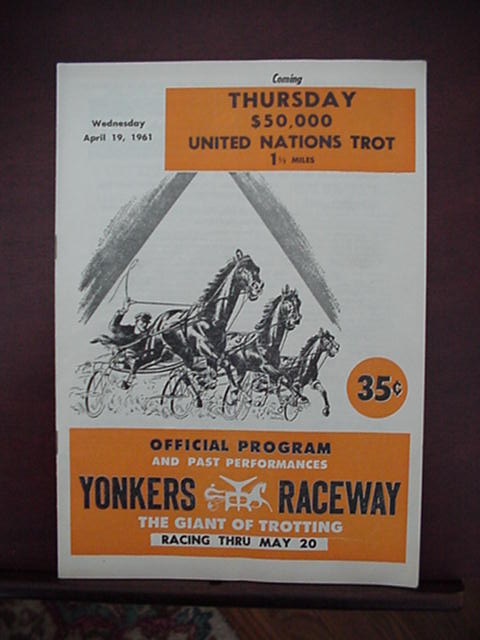 Coming
THURSDAY
$50,000
UNITED NATIONS TROT
1½ MILES
Wednesday
April 19, 1961
35¢
OFFICIAL PROGRAM
AND PAST PERFORMANCES
YONKERS RACEWAY
THE GIANT OF TROTTING
RACING THRU MAY 20